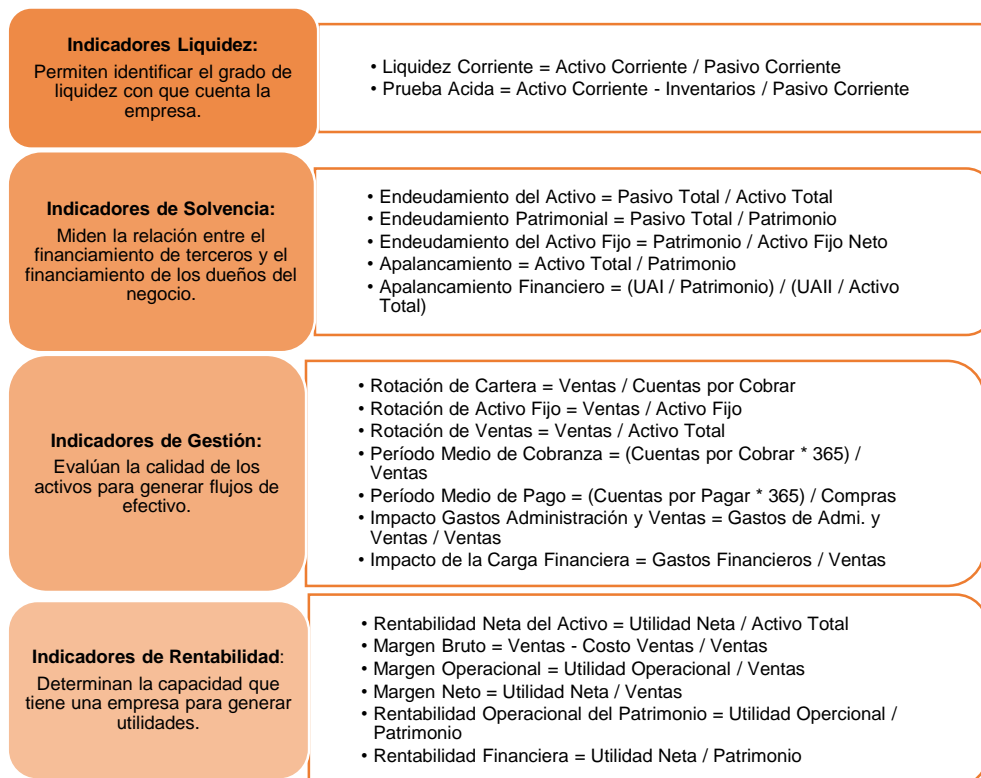 Indicadores Liquidez:
Permiten identificar el grado de
liquidez con que cuenta la
empresa.
• Liquidez Corriente = Activo Corriente / Pasivo Corriente
• Prueba Acida = Activo Corriente - Inventarios / Pasivo Corriente
Indicadores de Solvencia:
Miden la relación entre el
financiamiento de terceros y el
financiamiento de los dueños del
negocio.
• Endeudamiento del Activo = Pasivo Total / Activo Total
• Endeudamiento Patrimonial = Pasivo Total / Patrimonio
• Endeudamiento del Activo Fijo = Patrimonio / Activo Fijo Neto
• Apalancamiento = Activo Total / Patrimonio
• Apalancamiento Financiero = (UAI / Patrimonio) / (UAII / Activo
Total)
Indicadores de Gestión:
Evalúan la calidad de los
activos para generar flujos de
efectivo.
• Rotación de Cartera = Ventas / Cuentas por Cobrar
• Rotación de Activo Fijo = Ventas / Activo Fijo
• Rotación de Ventas = Ventas / Activo Total
• Período Medio de Cobranza = (Cuentas por Cobrar * 365) /
Ventas
• Período Medio de Pago = (Cuentas por Pagar * 365) / Compras
• Impacto Gastos Administración y Ventas = Gastos de Admi. y
Ventas / Ventas
• Impacto de la Carga Financiera = Gastos Financieros / Ventas
Indicadores de Rentabilidad:
Determinan la capacidad que
tiene una empresa para generar
utilidades.
• Rentabilidad Neta del Activo = Utilidad Neta / Activo Total
• Margen Bruto = Ventas - Costo Ventas / Ventas
• Margen Operacional = Utilidad Operacional / Ventas
• Margen Neto = Utilidad Neta / Ventas
• Rentabilidad Operacional del Patrimonio = Utilidad Opercional /
Patrimonio
• Rentabilidad Financiera = Utilidad Neta / Patrimonio